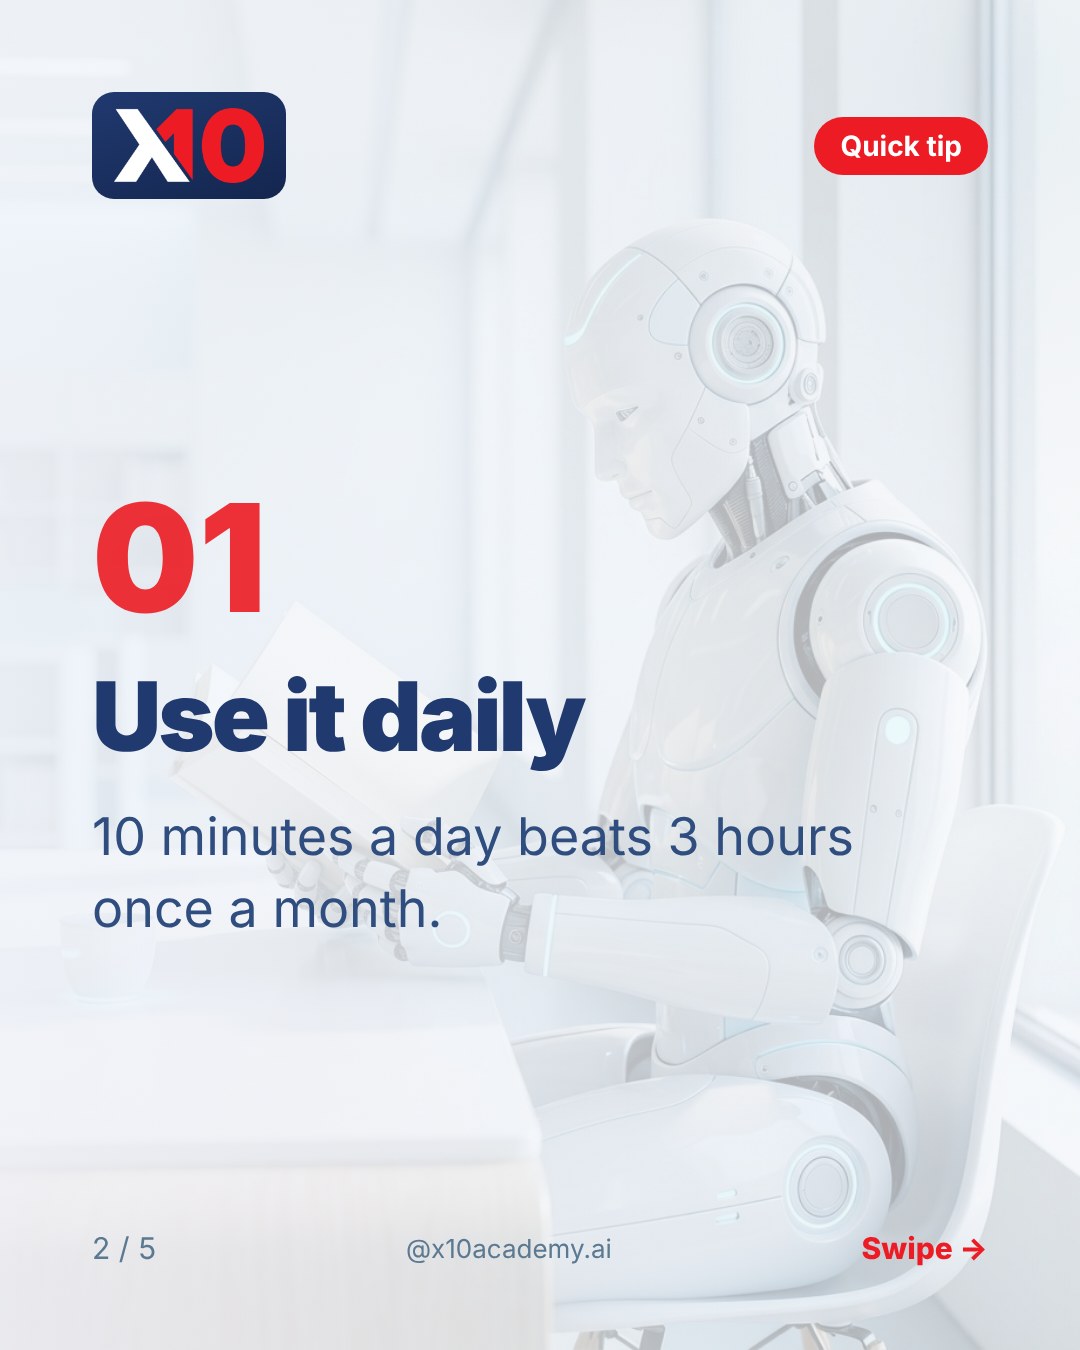 X10
Quick tip
01
Use it daily
10 minutes a day beats 3 hours
once a month.
2 / 5
@x10academy.ai
Swipe →